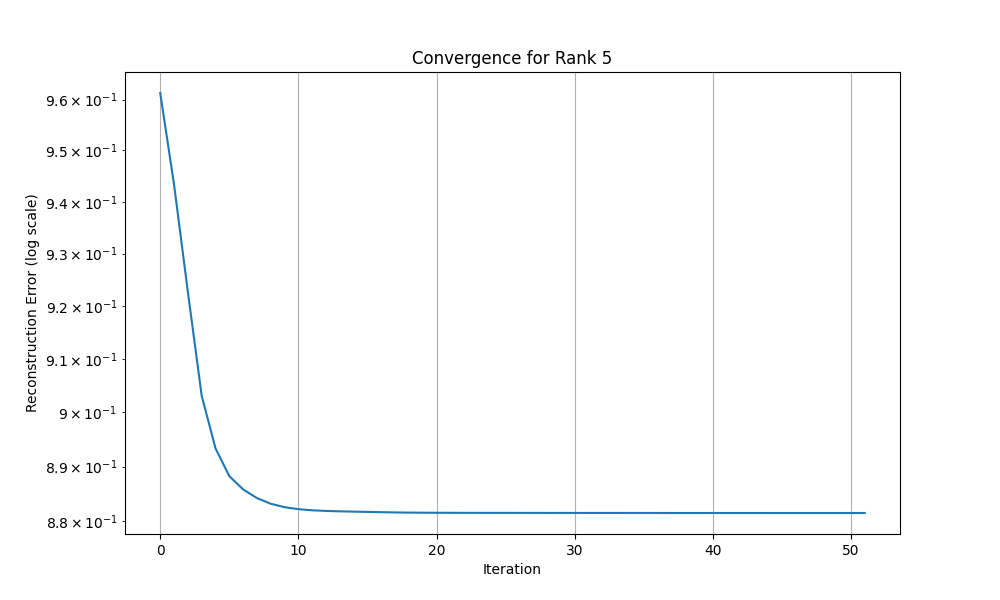 Convergence for Rank 5
Reconstruction Error (log scale)
9.6 × 10⁻¹
9.5 × 10⁻¹
9.4 × 10⁻¹
9.3 × 10⁻¹
9.2 × 10⁻¹
9.1 × 10⁻¹
9 × 10⁻¹
8.9 × 10⁻¹
8.8 × 10⁻¹
0 10 20 30 40 50
Iteration